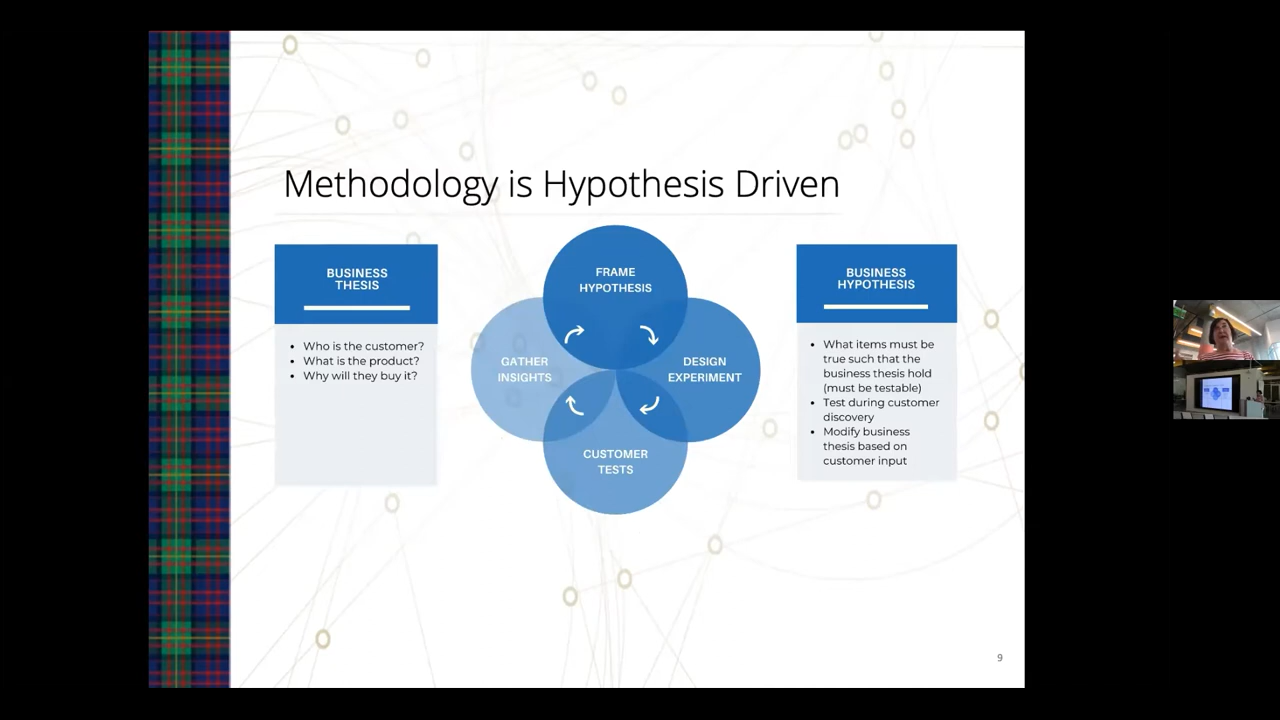 Methodology is Hypothesis Driven
BUSINESS
THESIS
• Who is the customer?
• What is the product?
• Why will they buy it?
FRAME
HYPOTHESIS
GATHER
INSIGHTS
DESIGN
EXPERIMENT
CUSTOMER
TESTS
BUSINESS
HYPOTHESIS
• What items must be
true such that the
business thesis hold
(must be testable)
• Test during customer
discovery
• Modify business
thesis based on
customer input
9